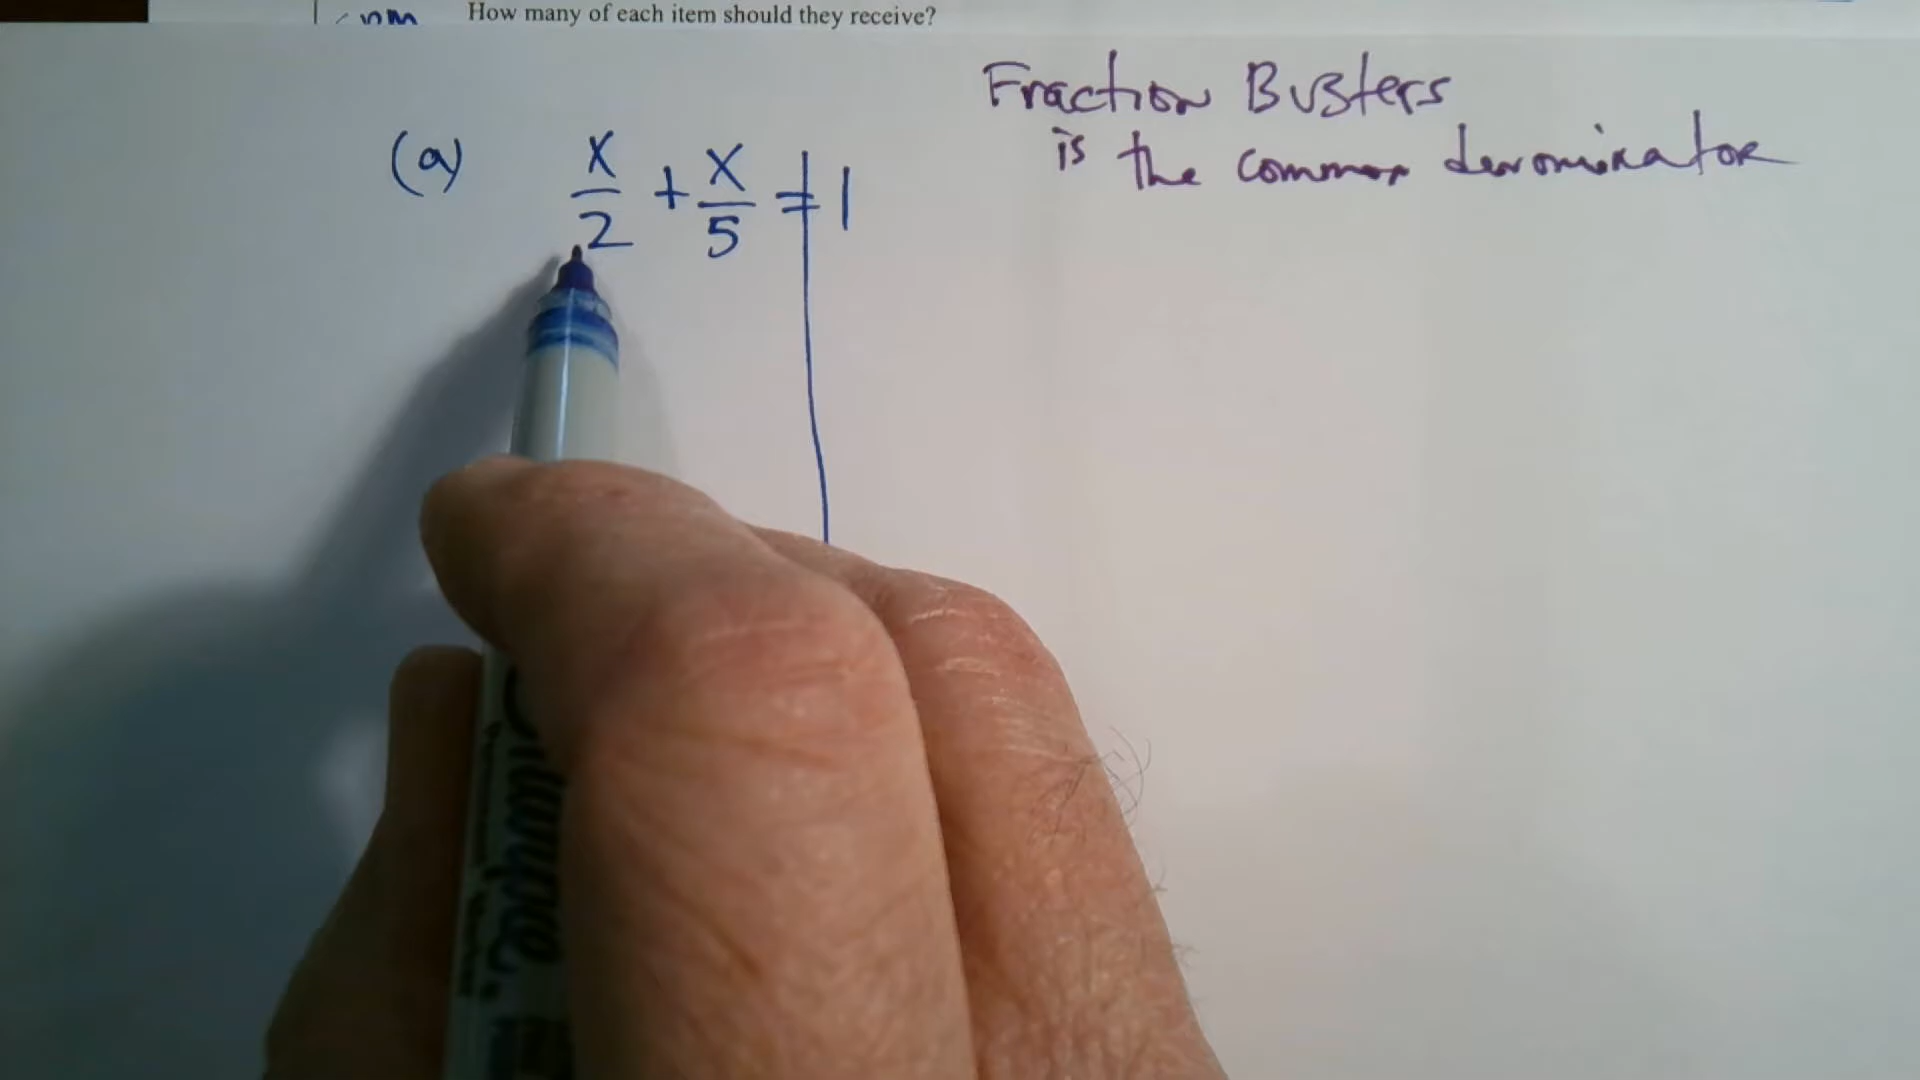 How many of each item should they receive?
Fraction Busters
is the common denominator
(a) x/2 + x/5 = 1